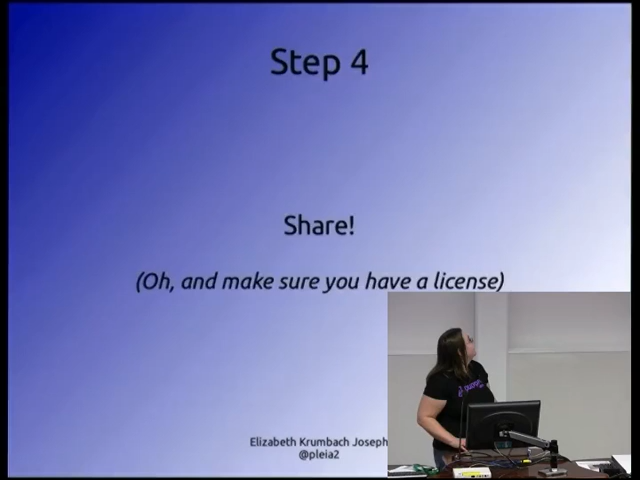 Step 4
Share!
(Oh, and make sure you have a license)
Elizabeth Krumbach Joseph
@pleia2